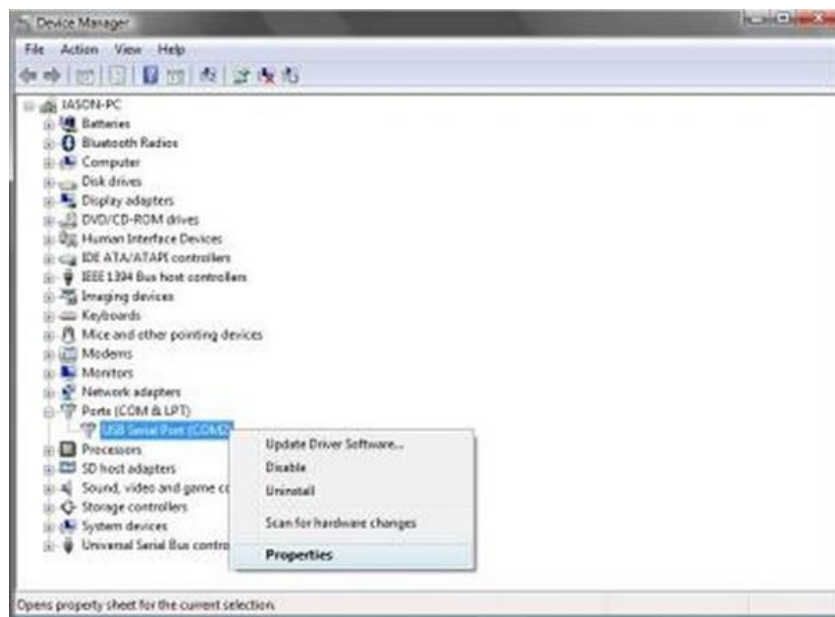 Device Manager
File Action View Help
JASON-PC
Batteries
Bluetooth Radios
Computer
Disk drives
Display adapters
DVD/CD-ROM drives
Human Interface Devices
IDE ATA/ATAPI controllers
IEEE 1394 Bus host controllers
Imaging devices
Keyboards
Mice and other pointing devices
Modems
Monitors
Network adapters
Ports (COM & LPT)
USB Serial Port (COM2)
Processors
SD host adapters
Sound, video and game co
Storage controllers
System devices
Universal Serial Bus contro
Update Driver Software...
Disable
Uninstall
Scan for hardware changes
Properties
Opens property sheet for the current selection.